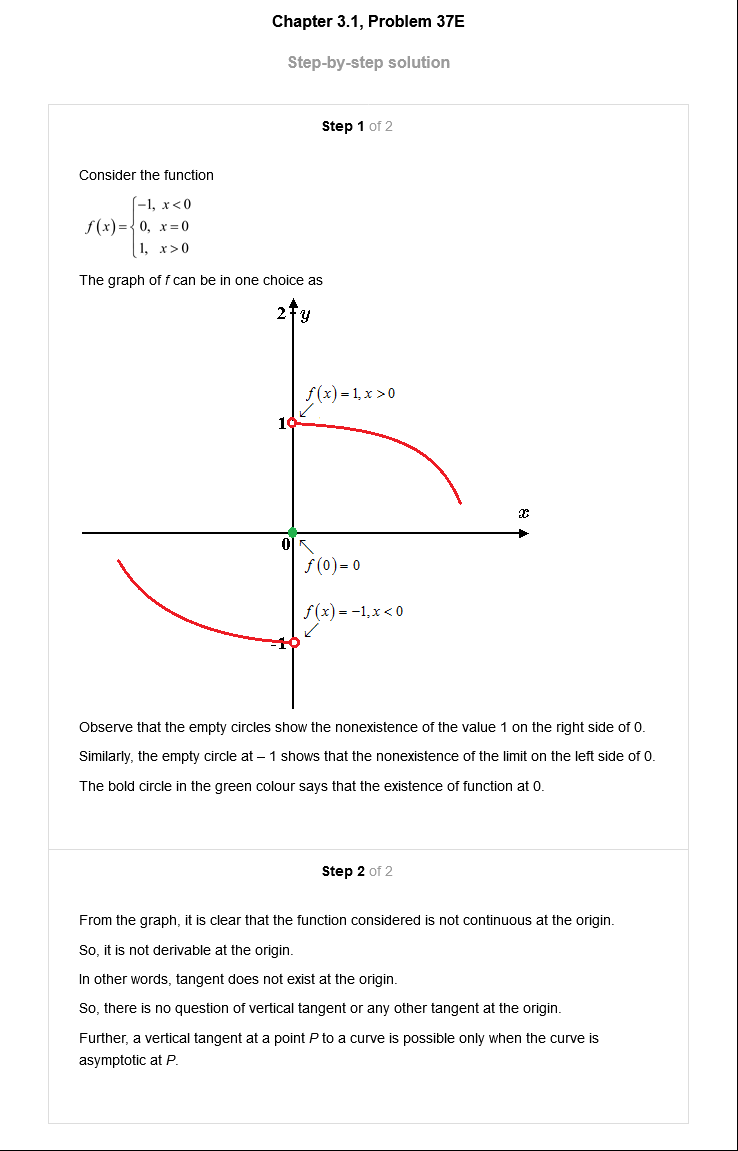 Chapter 3.1, Problem 37E
Step-by-step solution
Step 1 of 2
Consider the function
f(x)={-1, x<0
0, x=0
1, x>0
The graph of f can be in one choice as
2 y
f(x)=1, x>0
1
x
0
f(0)=0
f(x)=-1, x<0
-1
Observe that the empty circles show the nonexistence of the value 1 on the right side of 0.
Similarly, the empty circle at – 1 shows that the nonexistence of the limit on the left side of 0.
The bold circle in the green colour says that the existence of function at 0.
Step 2 of 2
From the graph, it is clear that the function considered is not continuous at the origin.
So, it is not derivable at the origin.
In other words, tangent does not exist at the origin.
So, there is no question of vertical tangent or any other tangent at the origin.
Further, a vertical tangent at a point P to a curve is possible only when the curve is
asymptotic at P.